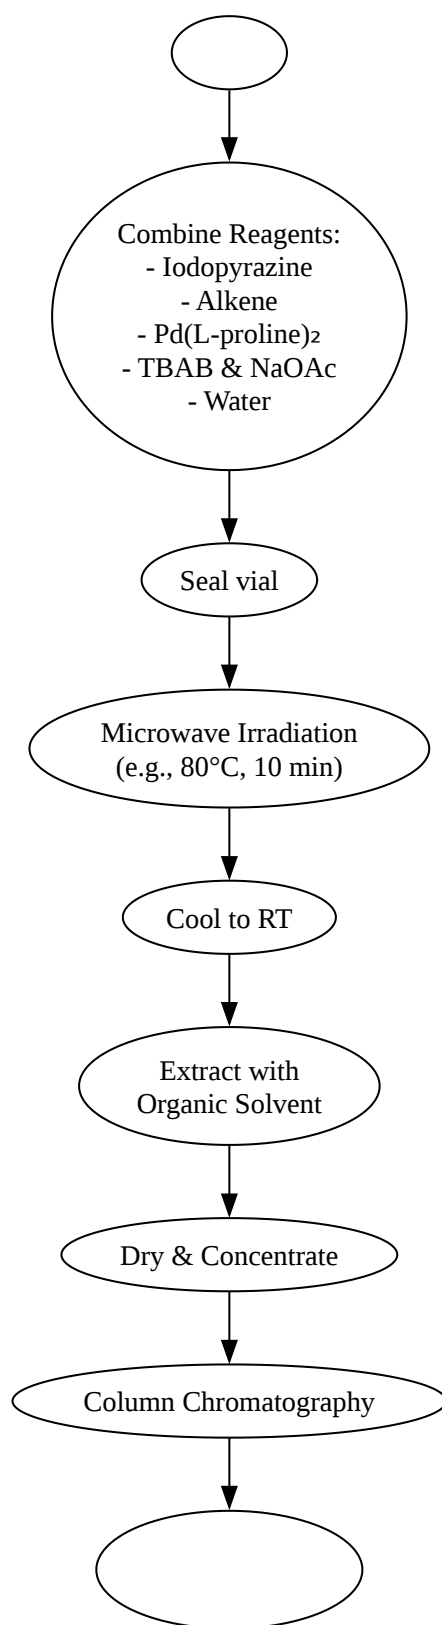 Combine Reagents:
- Iodopyrazine
- Alkene
- Pd(L-proline)₂
- TBAB & NaOAc
- Water
Seal vial
Microwave Irradiation
(e.g., 80°C, 10 min)
Cool to RT
Extract with
Organic Solvent
Dry & Concentrate
Column Chromatography